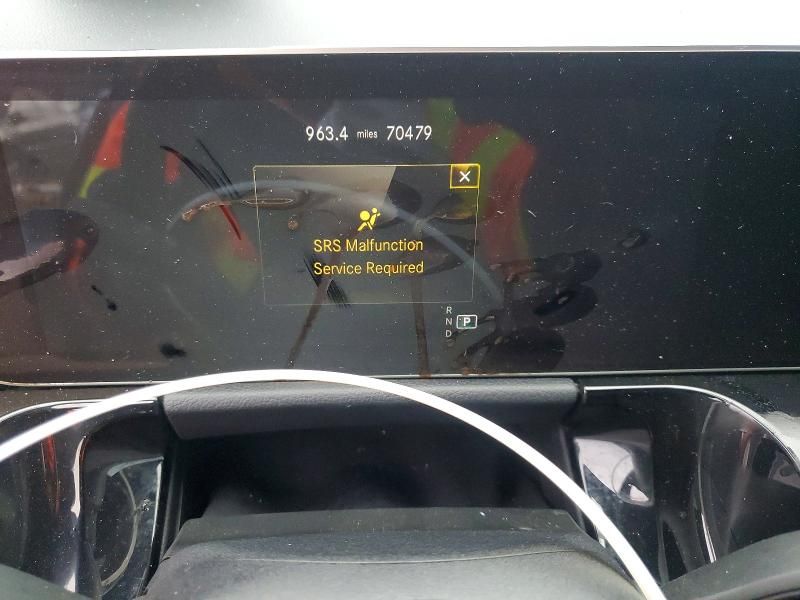 963.4 miles 70479
X
SRS Malfunction
Service Required
R
N P
D